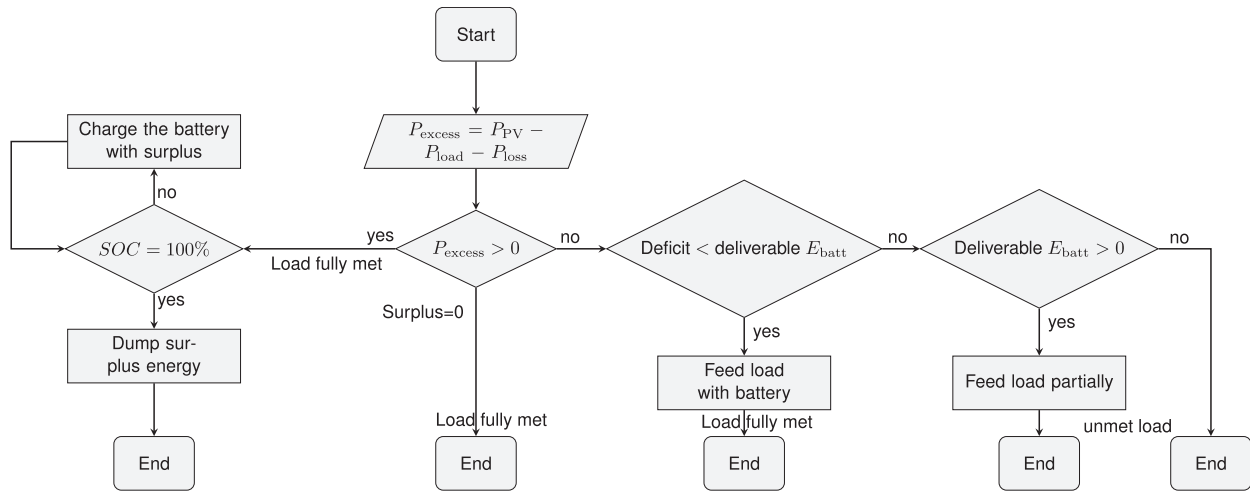 Start
P_excess = P_PV −
P_load − P_loss
Charge the battery
with surplus
no
SOC = 100%
yes
Load fully met
P_excess > 0
no
Deficit < deliverable E_batt
no
Deliverable E_batt > 0
no
yes
Surplus=0
yes
yes
Dump sur-
plus energy
Feed load
with battery
Feed load partially
Load fully met
Load fully met
unmet load
End
End
End
End
End